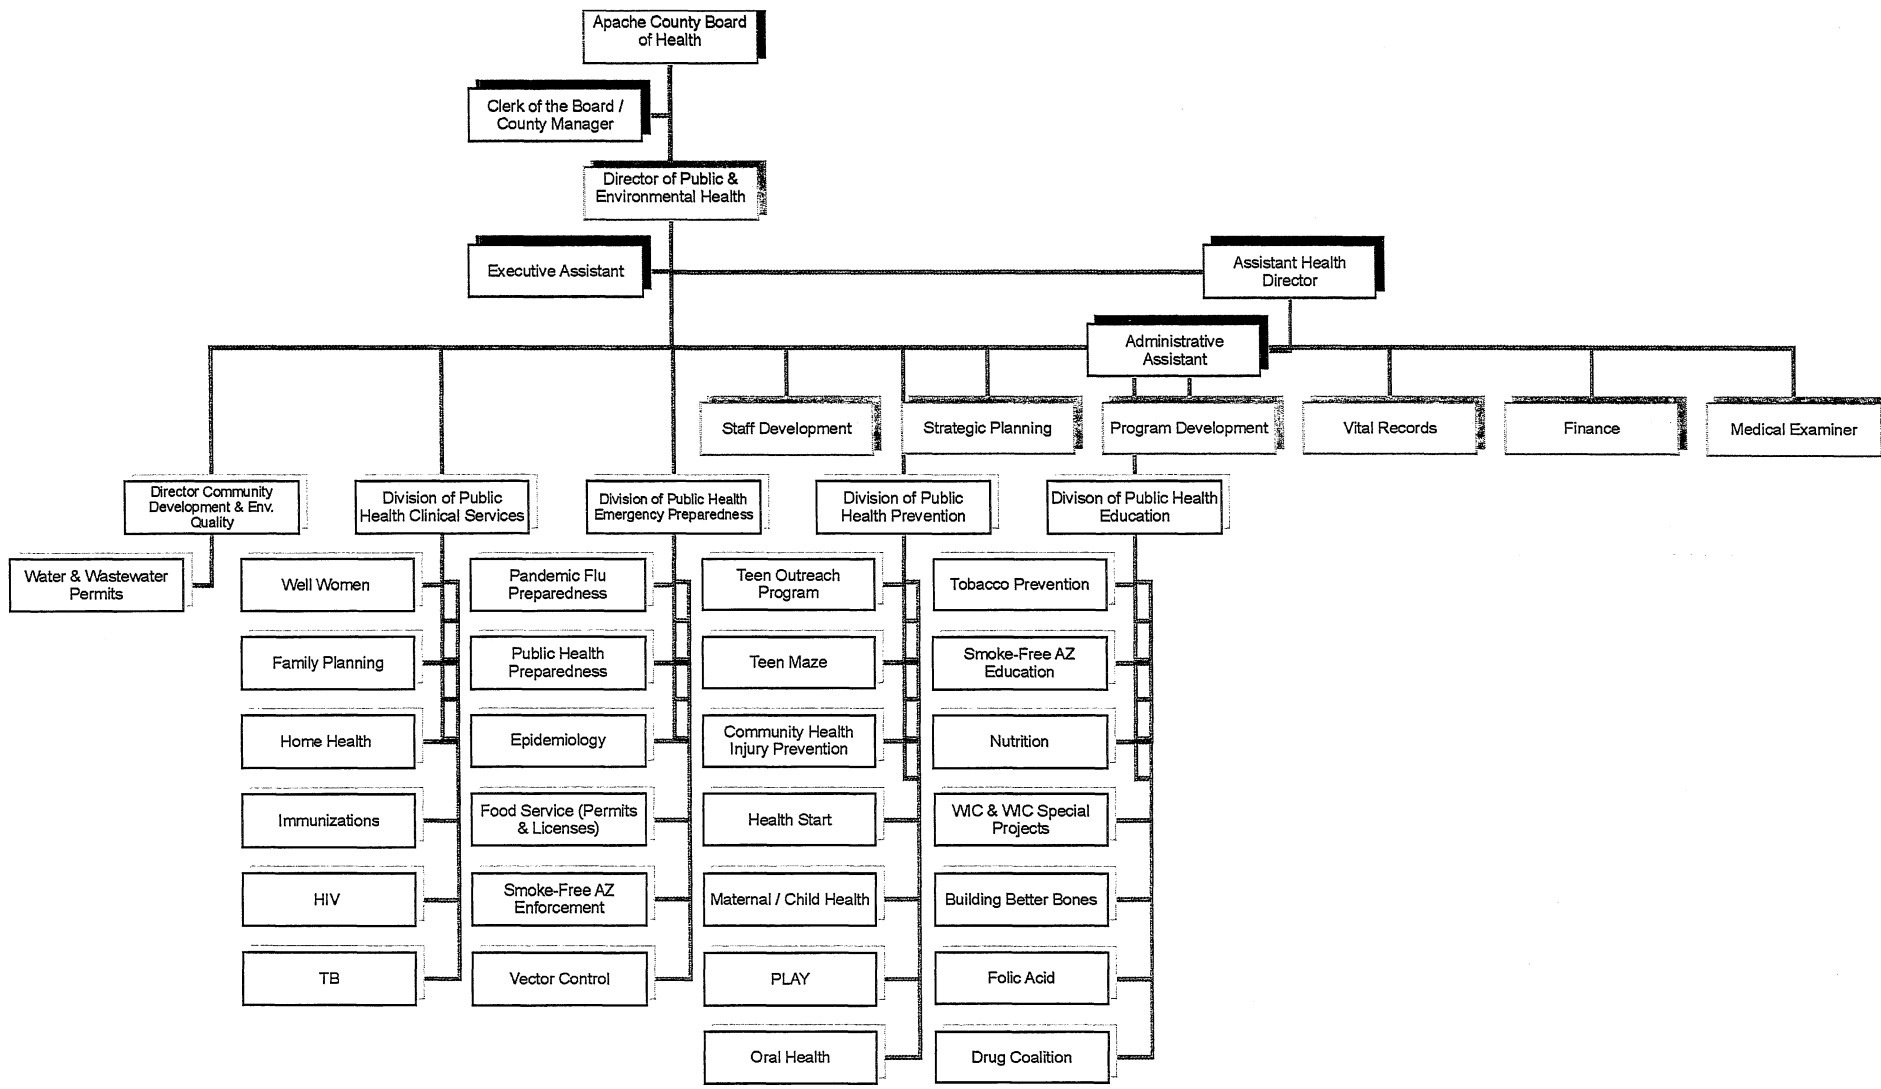 Apache County Board
of Health
Clerk of the Board /
County Manager
Director of Public &
Environmental Health
Executive Assistant
Assistant Health
Director
Administrative
Assistant
Staff Development
Strategic Planning
Program Development
Vital Records
Finance
Medical Examiner
Director Community
Development & Env.
Quality
Division of Public
Health Clinical Services
Division of Public Health
Emergency Preparedness
Division of Public
Health Prevention
Divison of Public Health
Education
Water & Wastewater
Permits
Well Women
Pandemic Flu
Preparedness
Teen Outreach
Program
Tobacco Prevention
Family Planning
Public Health
Preparedness
Teen Maze
Smoke-Free AZ
Education
Home Health
Epidemiology
Community Health
Injury Prevention
Nutrition
Immunizations
Food Service (Permits
& Licenses)
Health Start
WIC & WIC Special
Projects
HIV
Smoke-Free AZ
Enforcement
Maternal / Child Health
Building Better Bones
TB
Vector Control
PLAY
Folic Acid
Oral Health
Drug Coalition